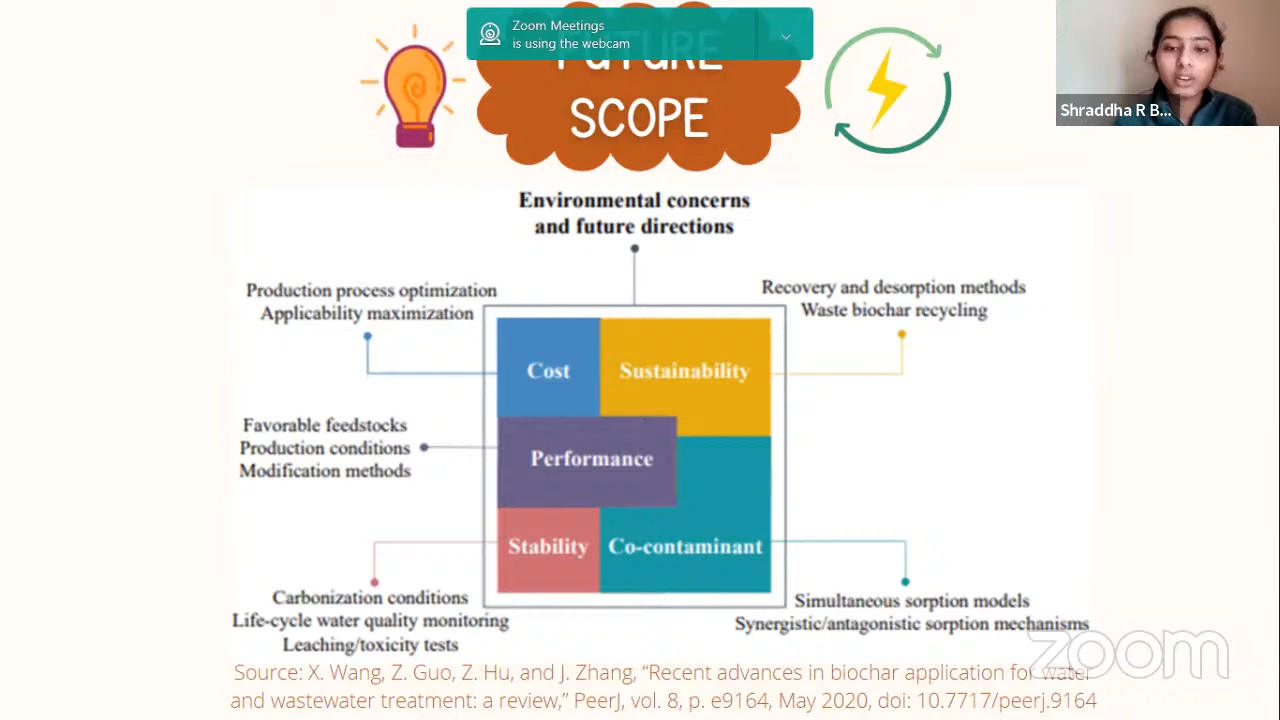 Zoom Meetings
is using the webcam
FUTURE
SCOPE
Shraddha R B...
Environmental concerns
and future directions
Production process optimization
Applicability maximization
Recovery and desorption methods
Waste biochar recycling
Cost
Sustainability
Favorable feedstocks
Production conditions
Modification methods
Performance
Stability
Co-contaminant
Carbonization conditions
Life-cycle water quality monitoring
Leaching/toxicity tests
Simultaneous sorption models
Synergistic/antagonistic sorption mechanisms
zoom
Source: X. Wang, Z. Guo, Z. Hu, and J. Zhang, “Recent advances in biochar application for water
and wastewater treatment: a review,” PeerJ, vol. 8, p. e9164, May 2020, doi: 10.7717/peerj.9164